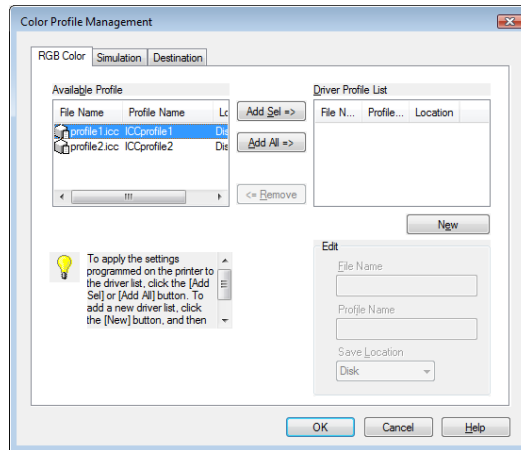 Color Profile Management
RGB Color Simulation Destination
Available Profile
File Name Profile Name
profile1.icc ICCprofile1
profile2.icc ICCprofile2
Add Sel =>
Add All =>
<= Remove
Driver Profile List
File N... Profile... Location
New
To apply the settings
programmed on the printer to
the driver list, click the [Add
Sel] or [Add All] button. To
add a new driver list, click
the [New] button, and then
Edit
File Name
Profile Name
Save Location
Disk
OK Cancel Help